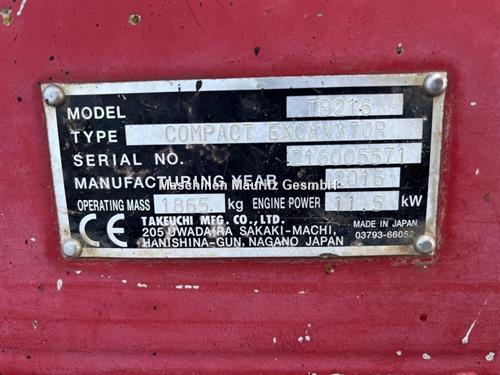 MODEL TB216
TYPE COMPACT EXCAVATOR
SERIAL NO. 216005571
MANUFACTURING YEAR 2016
Maschinen Mauritz GesmbH
OPERATING MASS 1865 kg ENGINE POWER 11,5 kW
CE TAKEUCHI MFG. CO., LTD.
205 UWADAIRA SAKAKI-MACHI,
HANISHINA-GUN, NAGANO JAPAN
MADE IN JAPAN
03793-66052